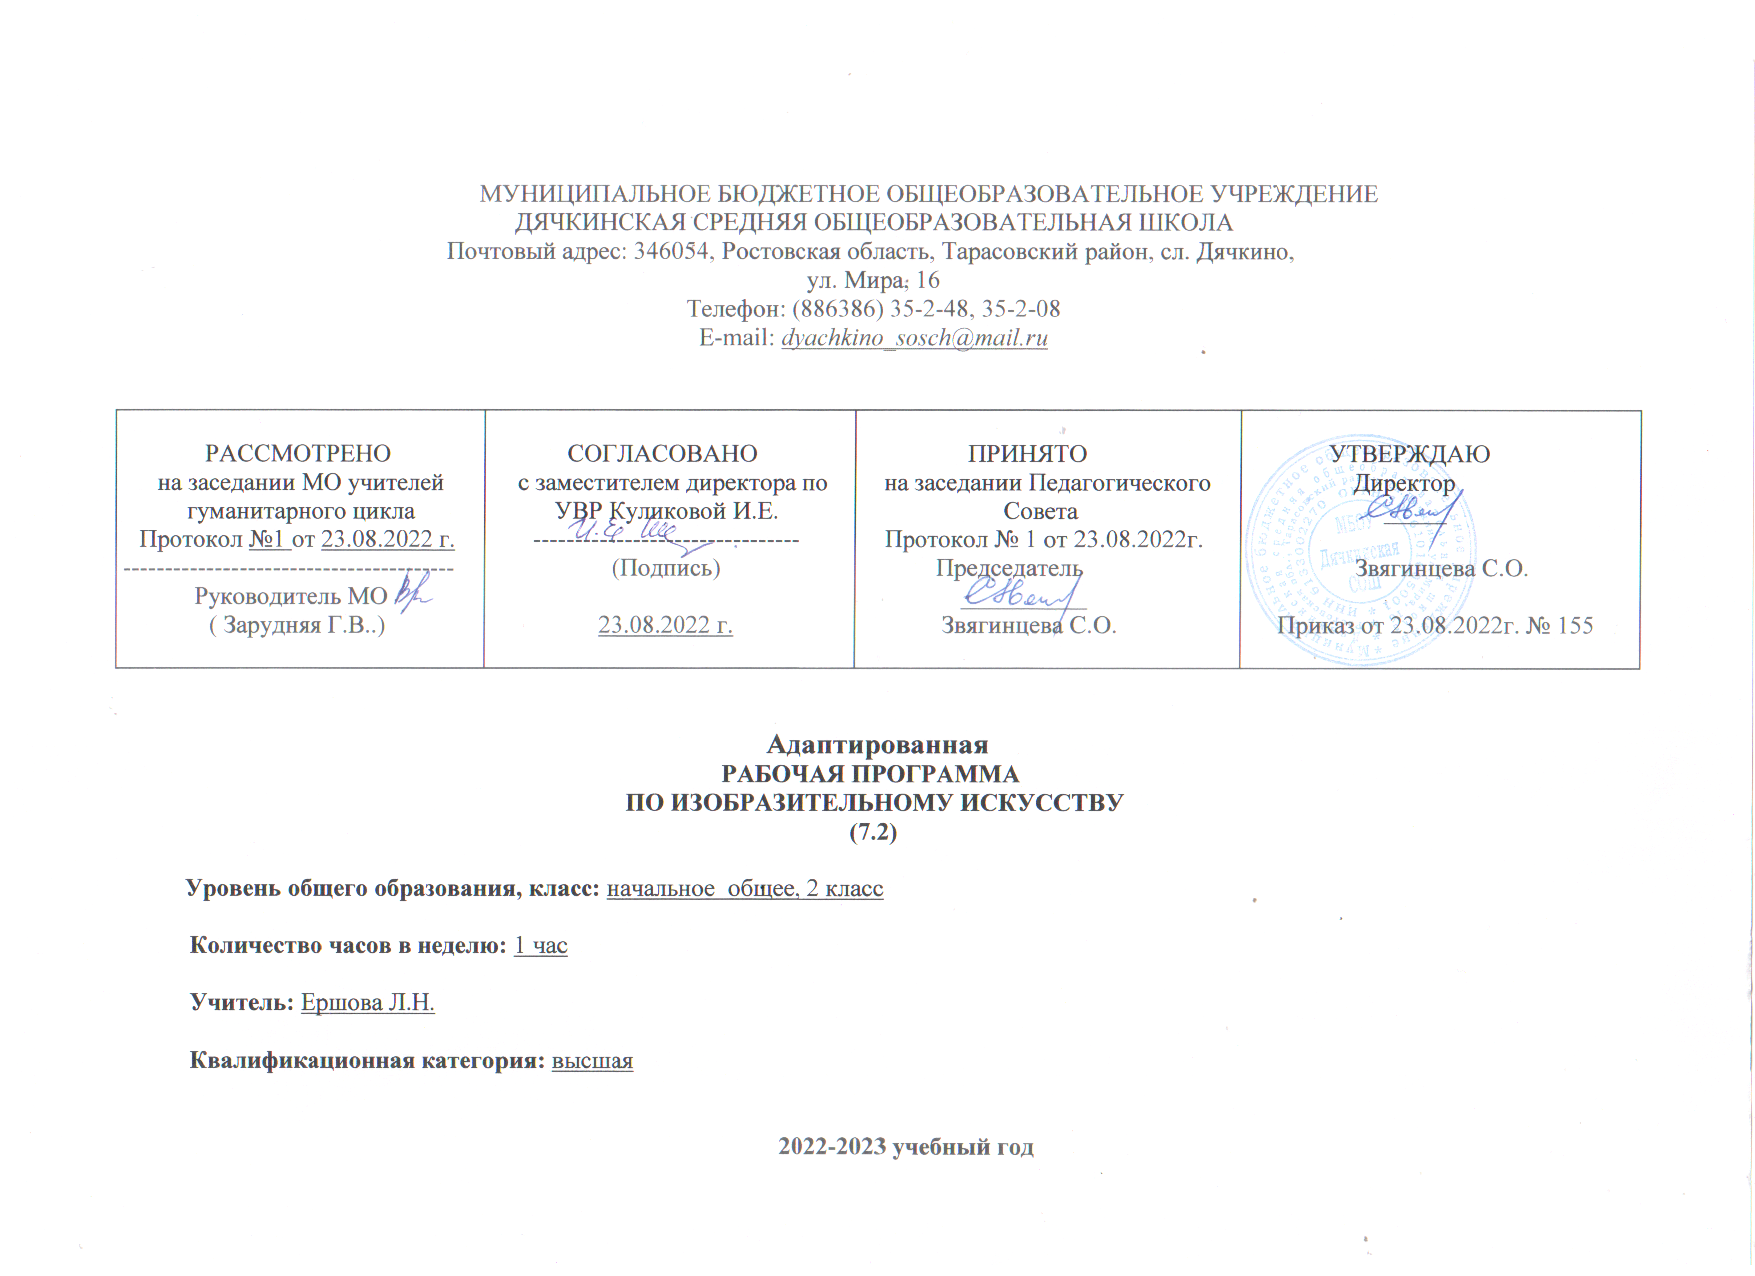 МУНИЦИПАЛЬНОЕ БЮДЖЕТНОЕ ОБЩЕОБРАЗОВАТЕЛЬНОЕ УЧРЕЖДЕНИЕ
ДЯЧКИНСКАЯ СРЕДНЯЯ ОБЩЕОБРАЗОВАТЕЛЬНАЯ ШКОЛА
Почтовый адрес: 346054, Ростовская область, Тарасовский район, сл. Дячкино,
ул. Мира, 16
Телефон: (886386) 35-2-48, 35-2-08
E-mail: dyachkino_sosch@mail.ru
РАССМОТРЕНО
на заседании МО учителей
гуманитарного цикла
Протокол №1 от 23.08.2022 г.
Руководитель МО
( Зарудняя Г.В..)
СОГЛАСОВАНО
с заместителем директора по
УВР Куликовой И.Е.
(Подпись)
23.08.2022 г.
ПРИНЯТО
на заседании Педагогического
Совета
Протокол № 1 от 23.08.2022г.
Председатель
Звягинцева С.О.
УТВЕРЖДАЮ
Директор
Звягинцева С.О.
Приказ от 23.08.2022г. № 155
МБОУ
Дячкинская
СОШ
Адаптированная
РАБОЧАЯ ПРОГРАММА
ПО ИЗОБРАЗИТЕЛЬНОМУ ИСКУССТВУ
(7.2)
Уровень общего образования, класс: начальное  общее, 2 класс
Количество часов в неделю: 1 час
Учитель: Ершова Л.Н.
Квалификационная категория: высшая
2022-2023 учебный год